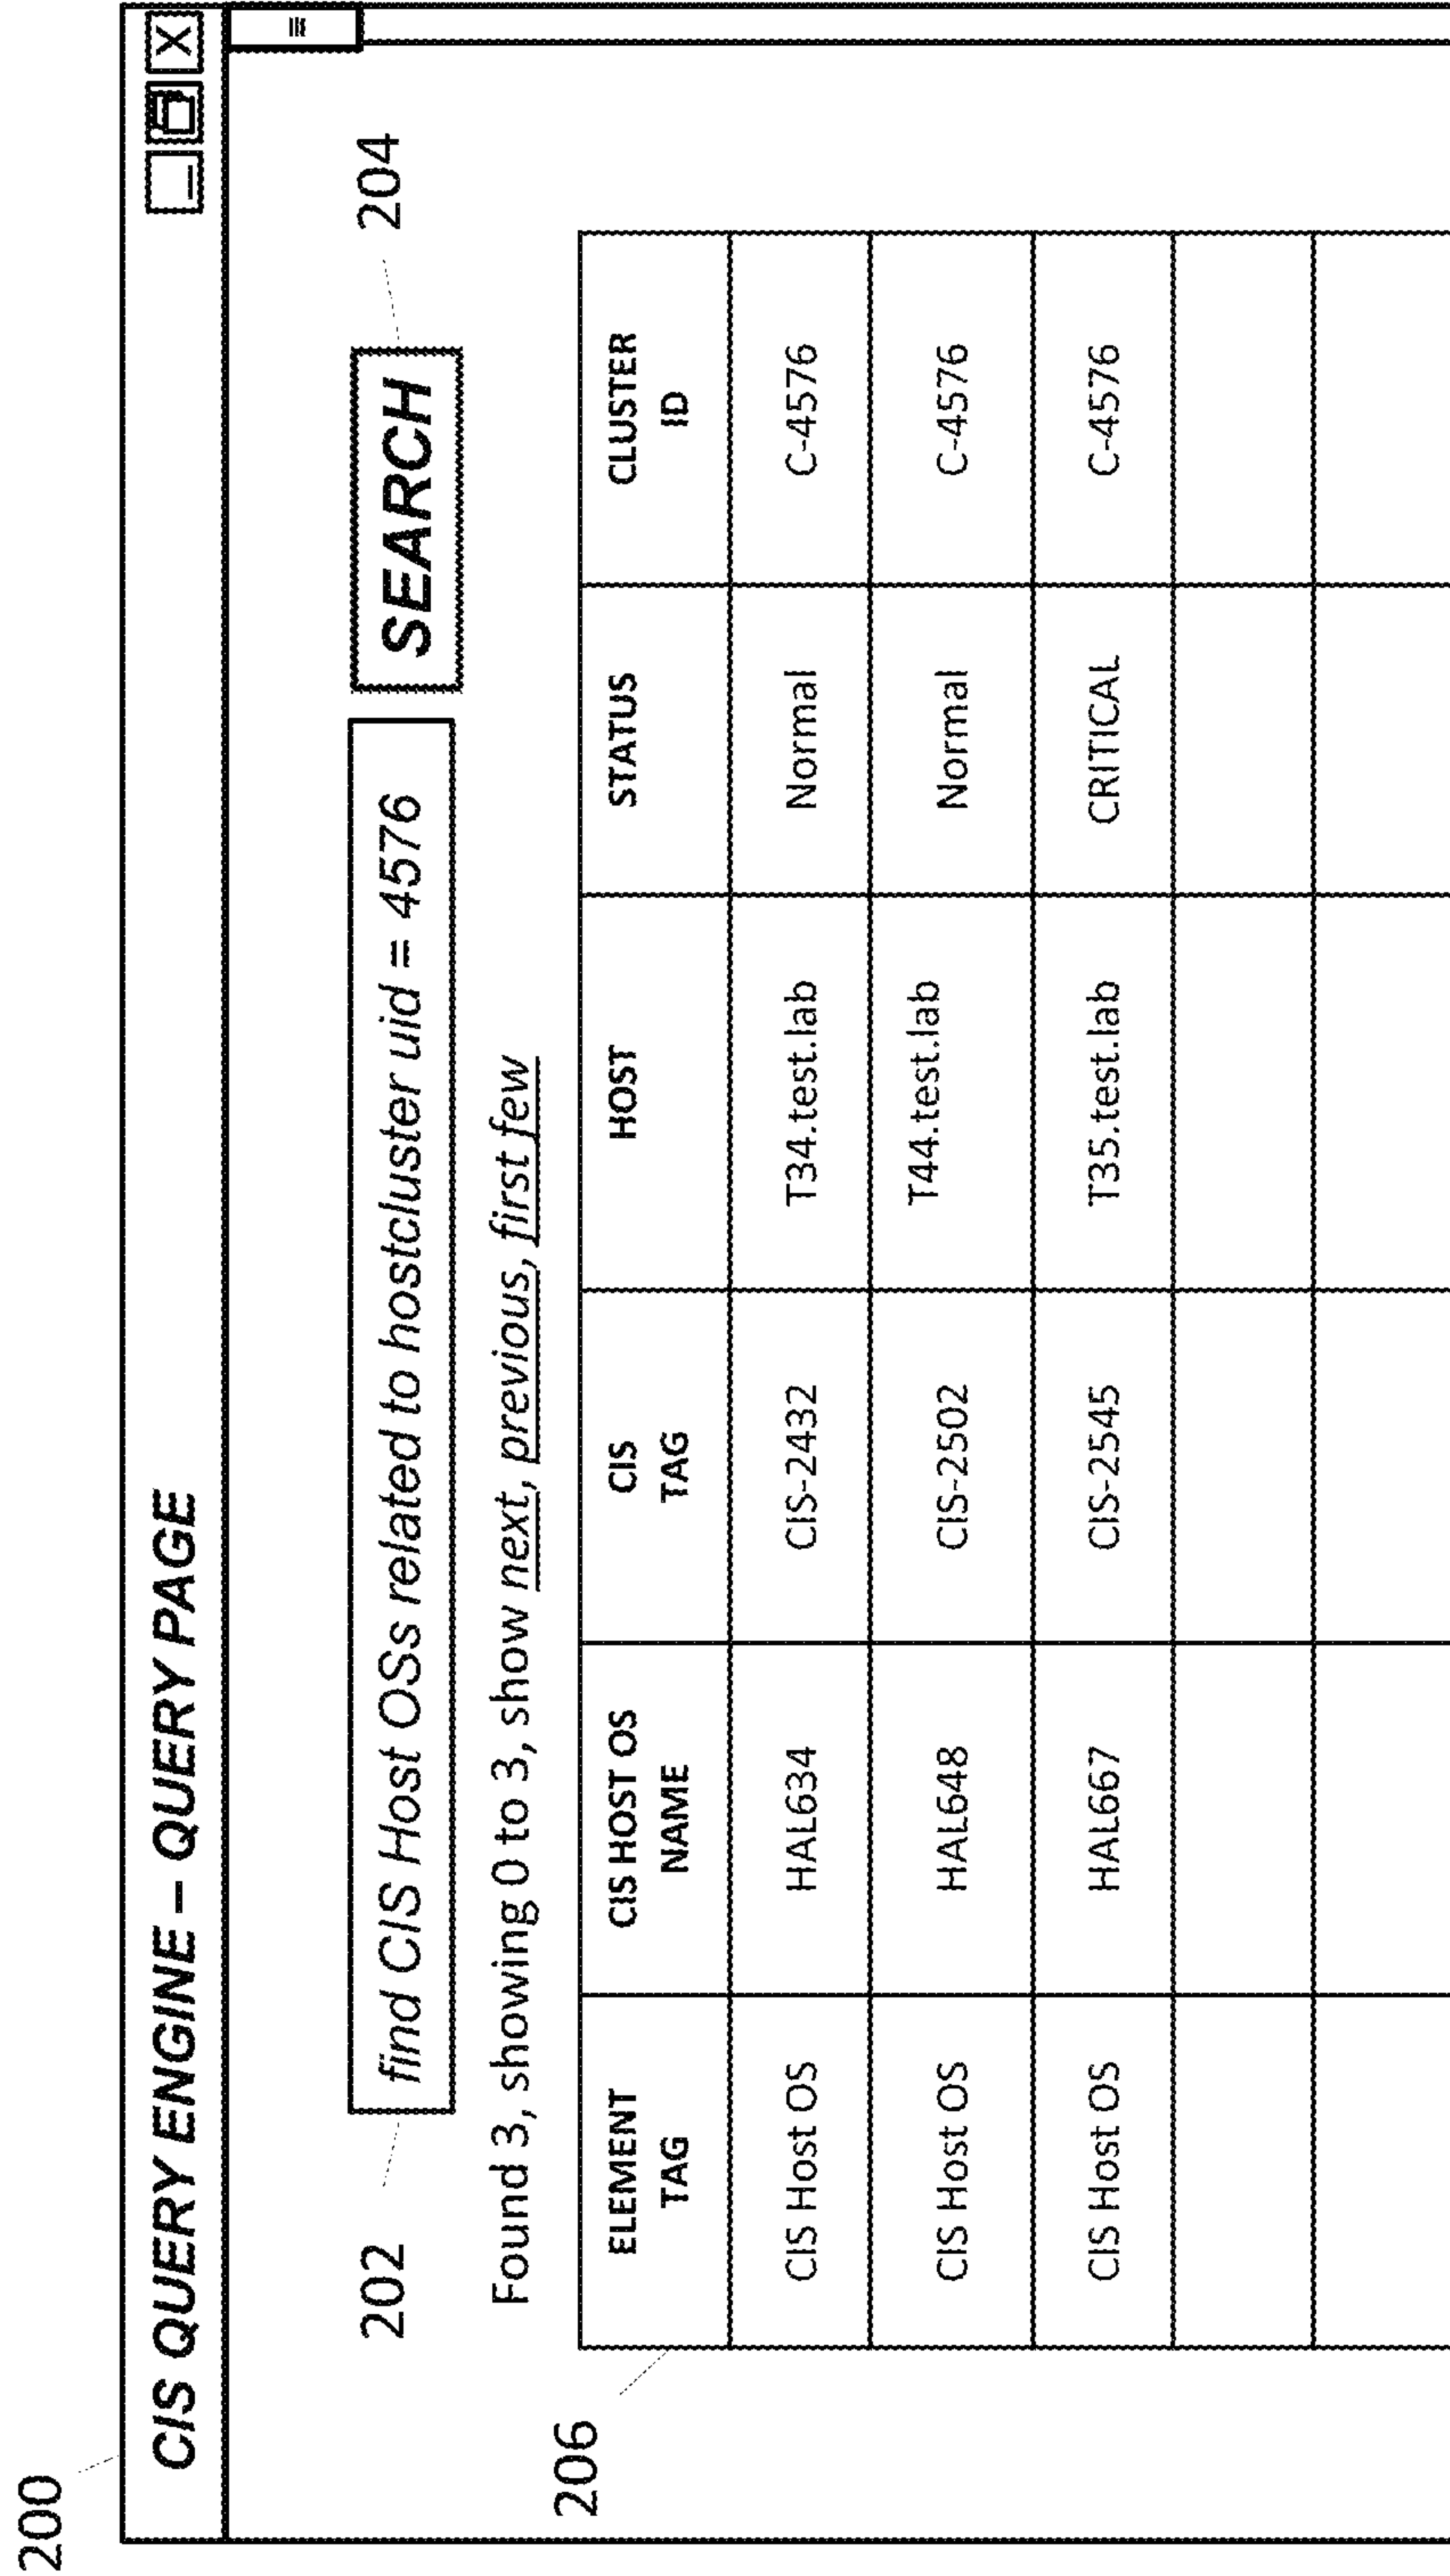 200
CIS QUERY ENGINE – QUERY PAGE
_ X
≡
202 find CIS Host OSs related to hostcluster uid = 4576 SEARCH 204
Found 3, showing 0 to 3, show next, previous, first few
206
ELEMENT TAG CIS HOST OS NAME CIS TAG HOST STATUS CLUSTER ID
CIS Host OS HAL634 CIS-2432 T34.test.lab Normal C-4576
CIS Host OS HAL648 CIS-2502 T44.test.lab Normal C-4576
CIS Host OS HAL667 CIS-2545 T35.test.lab CRITICAL C-4576